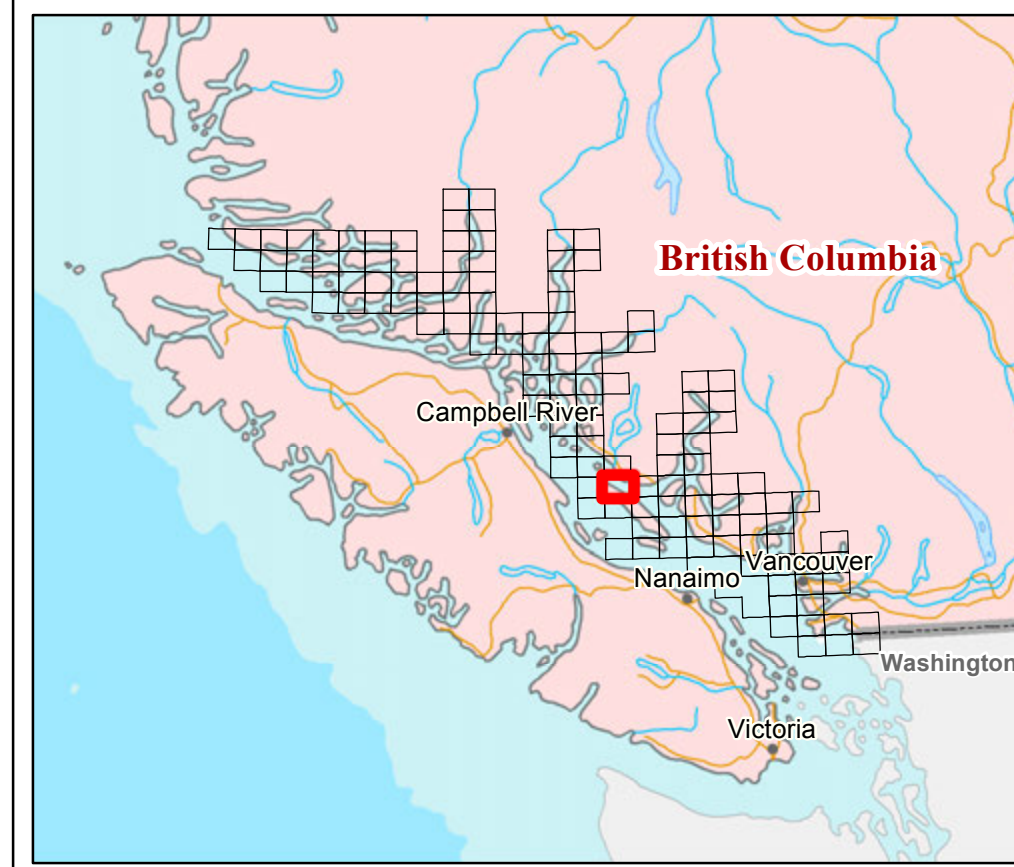 British Columbia
Campbell River
Vancouver
Nanaimo
Washington
Victoria